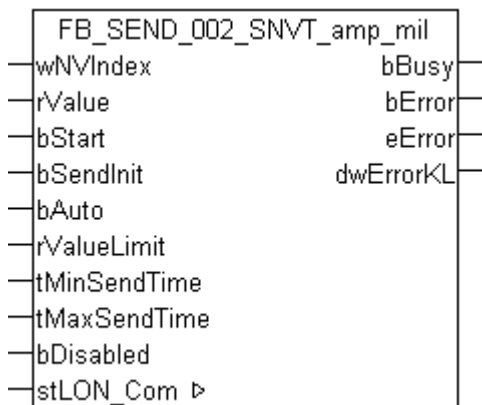 FB_SEND_002_SNVT_amp_mil
wNVIndex bBusy
rValue bError
bStart eError
bSendInit dwErrorKL
bAuto
rValueLimit
tMinSendTime
tMaxSendTime
bDisabled
stLON_Com ▷